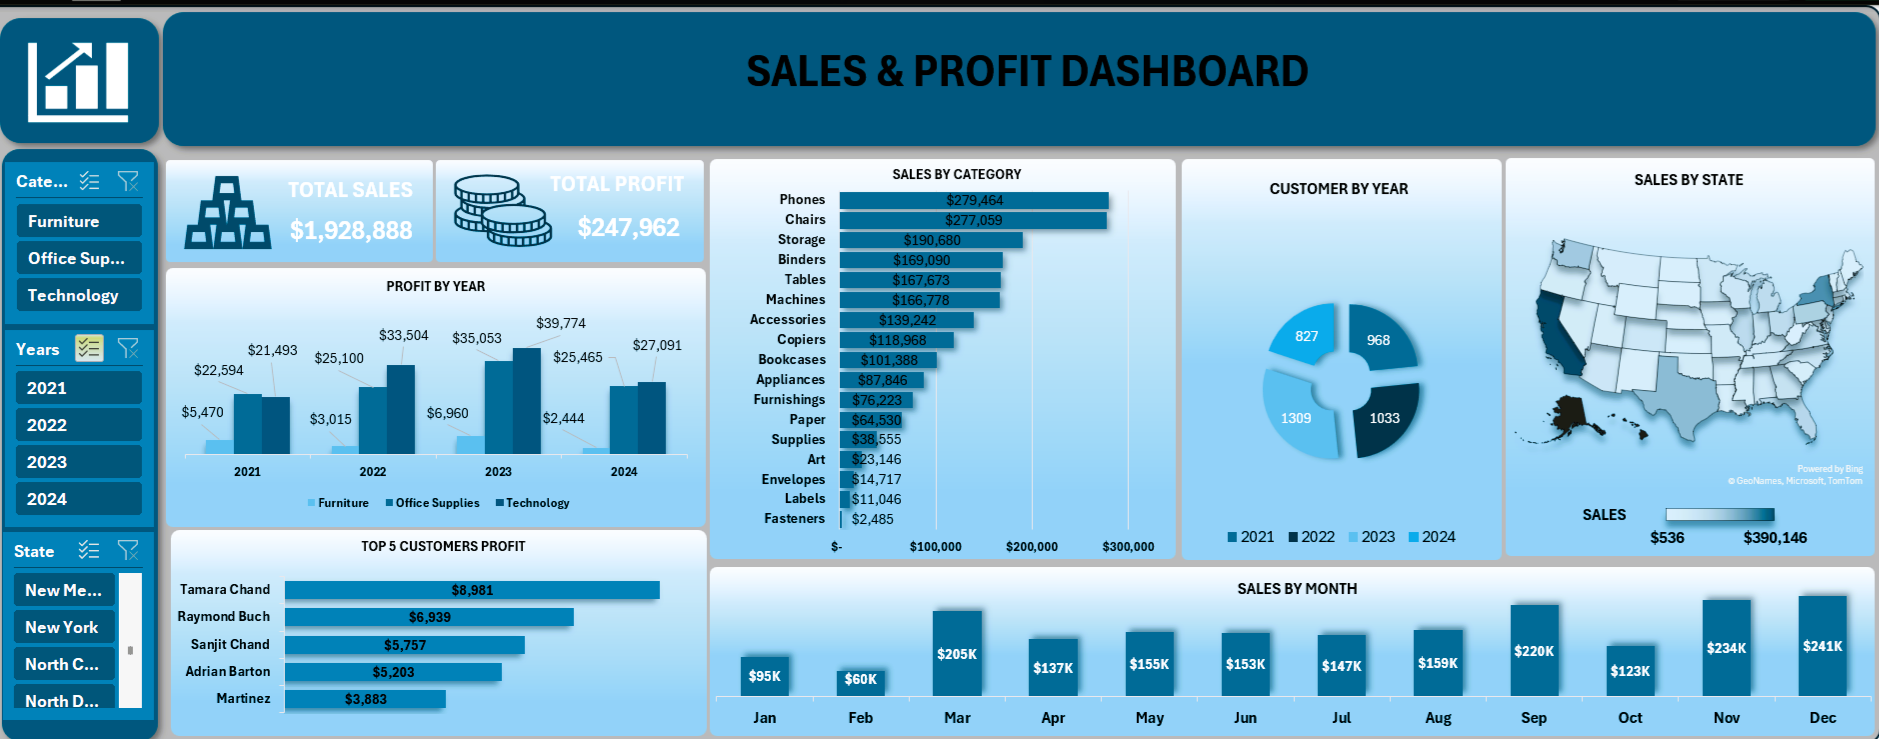 SALES & PROFIT DASHBOARD
Cate...
Furniture
Office Sup...
Technology
Years
2021
2022
2023
2024
State
New Me...
New York
North C...
North D...
TOTAL SALES
$1,928,888
TOTAL PROFIT
$247,962
PROFIT BY YEAR
$5,470
$22,594
$21,493
$3,015
$25,100
$33,504
$6,960
$35,053
$39,774
$2,444
$25,465
$27,091
2021 2022 2023 2024
Furniture Office Supplies Technology
TOP 5 CUSTOMERS PROFIT
Tamara Chand $8,981
Raymond Buch $6,939
Sanjit Chand $5,757
Adrian Barton $5,203
Martinez $3,883
SALES BY CATEGORY
Phones $279,464
Chairs $277,059
Storage $190,680
Binders $169,090
Tables $167,673
Machines $166,778
Accessories $139,242
Copiers $118,968
Bookcases $101,388
Appliances $87,846
Furnishings $76,223
Paper $64,530
Supplies $38,555
Art $23,146
Envelopes $14,717
Labels $11,046
Fasteners $2,485
$- $100,000 $200,000 $300,000
CUSTOMER BY YEAR
827 968
1309 1033
2021 2022 2023 2024
SALES BY STATE
Powered by Bing
© GeoNames, Microsoft, TomTom
SALES
$536 $390,146
SALES BY MONTH
$95K $60K $205K $137K $155K $153K $147K $159K $220K $123K $234K $241K
Jan Feb Mar Apr May Jun Jul Aug Sep Oct Nov Dec